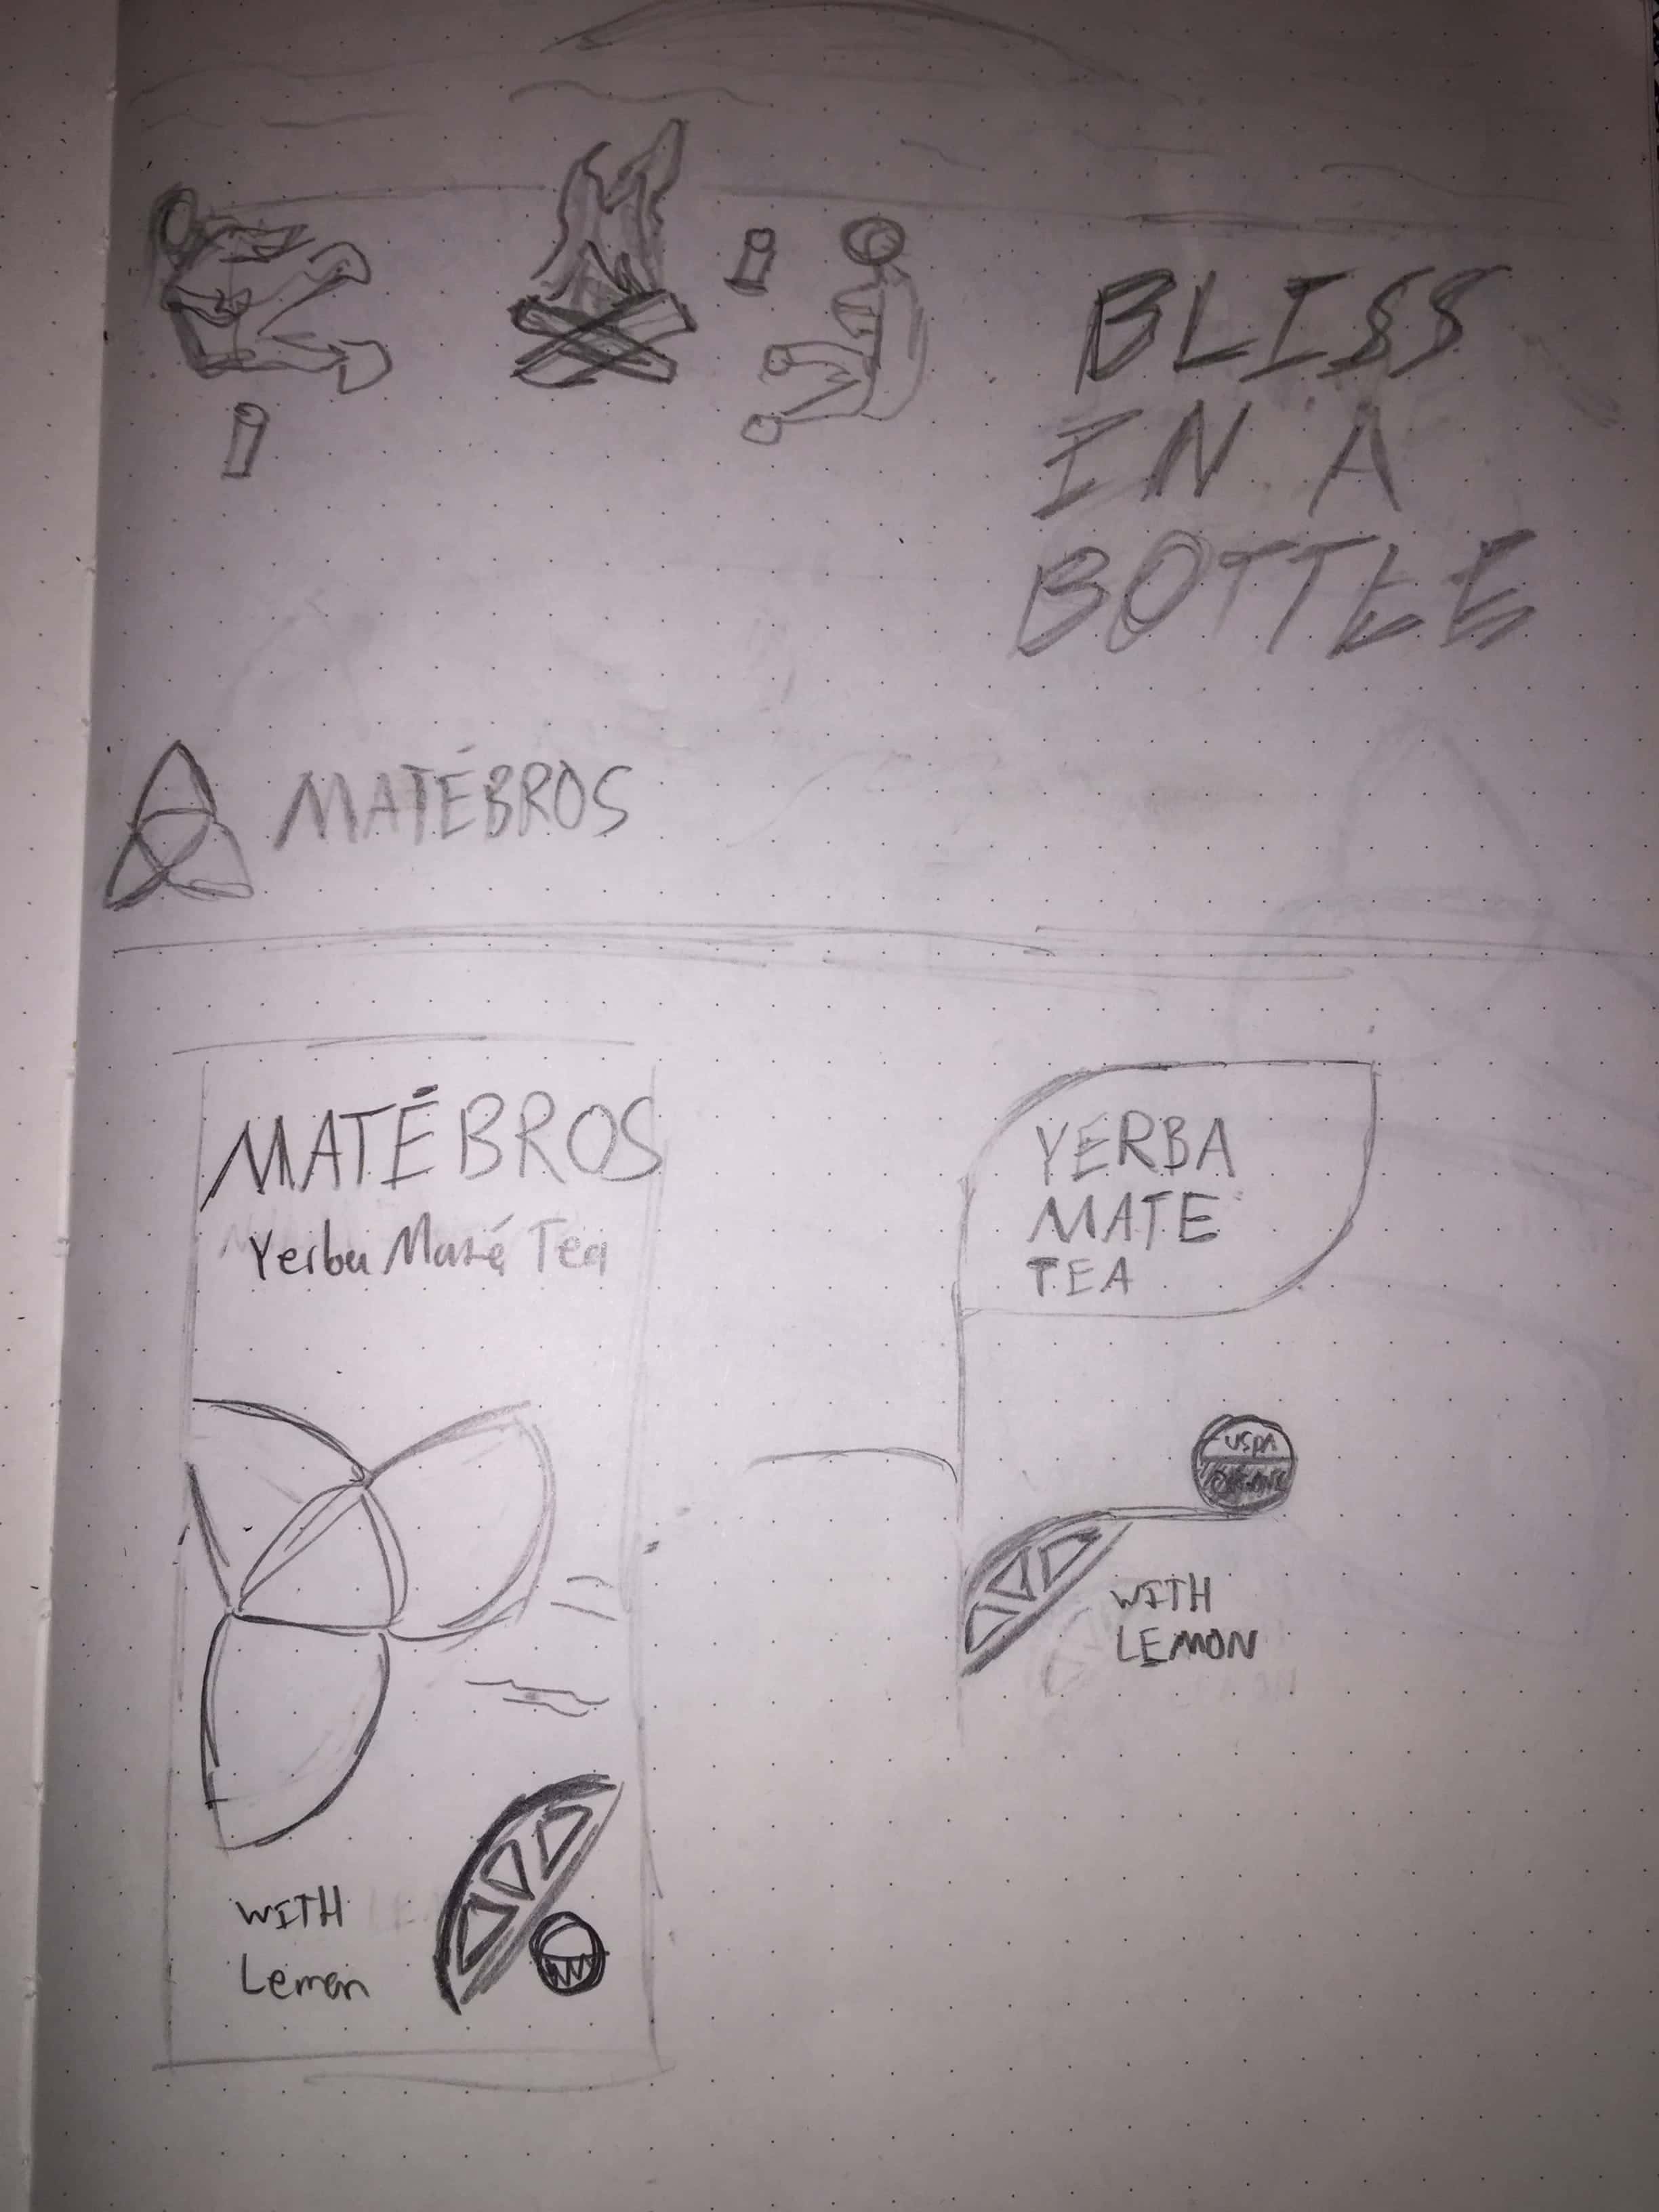 BLISS
IN A
BOTTLE
MATÉBROS
MATÉBROS
Yerba Maté Tea
WITH
Lemon
YERBA
MATE
TEA
USDA
ORGANIC
WITH
LEMON